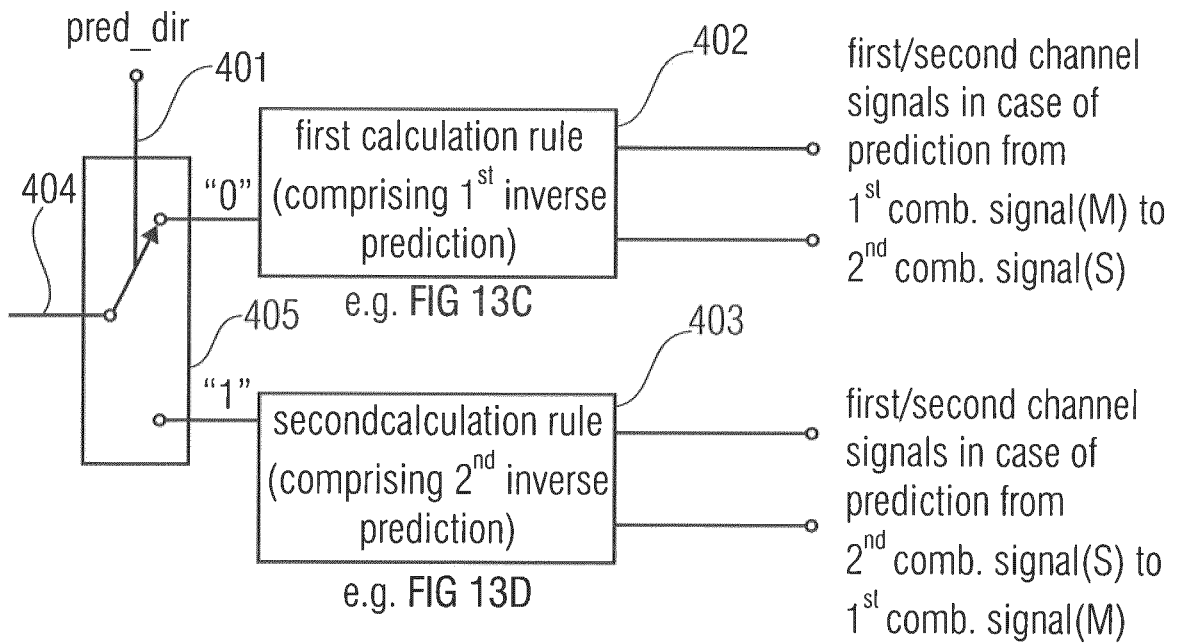 pred_dir
401
402
first/second channel
signals in case of
prediction from
1st comb. signal(M) to
2nd comb. signal(S)
404
"0"
first calculation rule
(comprising 1st inverse
prediction)
e.g. FIG 13C
405
403
"1"
secondcalculation rule
(comprising 2nd inverse
prediction)
e.g. FIG 13D
first/second channel
signals in case of
prediction from
2nd comb. signal(S) to
1st comb. signal(M)